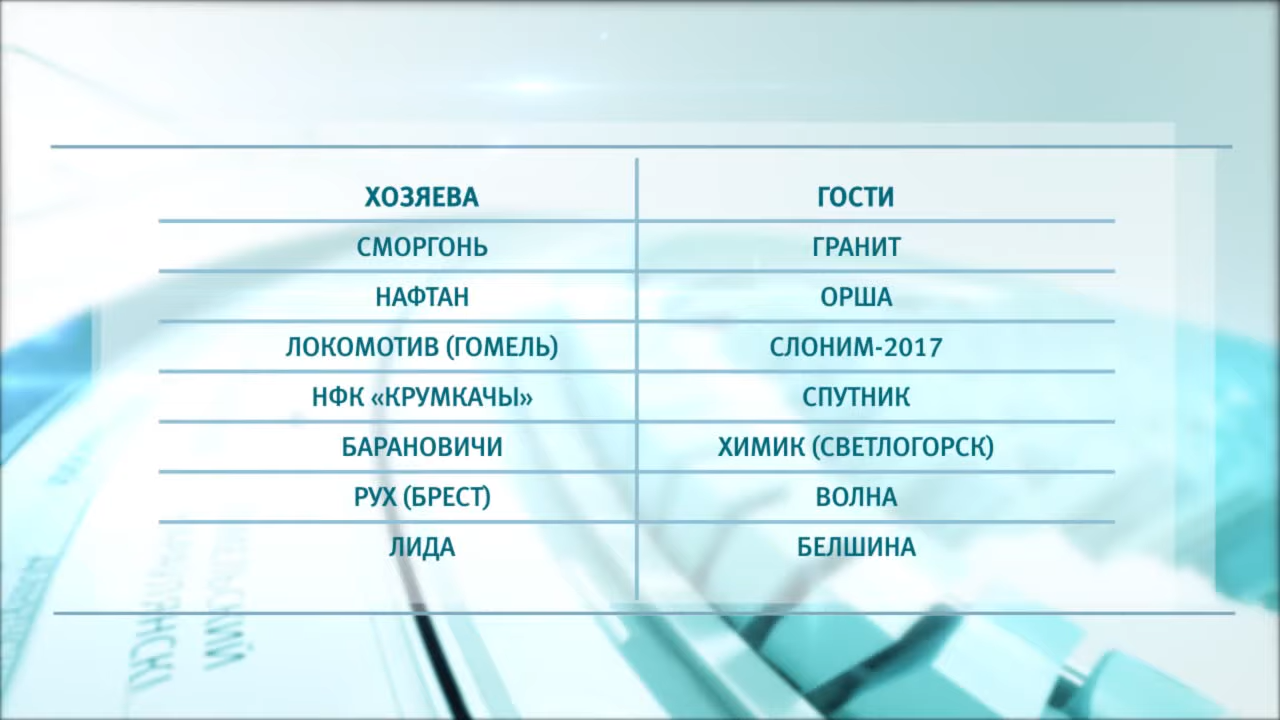 ХОЗЯЕВА ГОСТИ
СМОРГОНЬ ГРАНИТ
НАФТАН ОРША
ЛОКОМОТИВ (ГОМЕЛЬ) СЛОНИМ-2017
НФК «КРУМКАЧЫ» СПУТНИК
БАРАНОВИЧИ ХИМИК (СВЕТЛОГОРСК)
РУХ (БРЕСТ) ВОЛНА
ЛИДА БЕЛШИНА